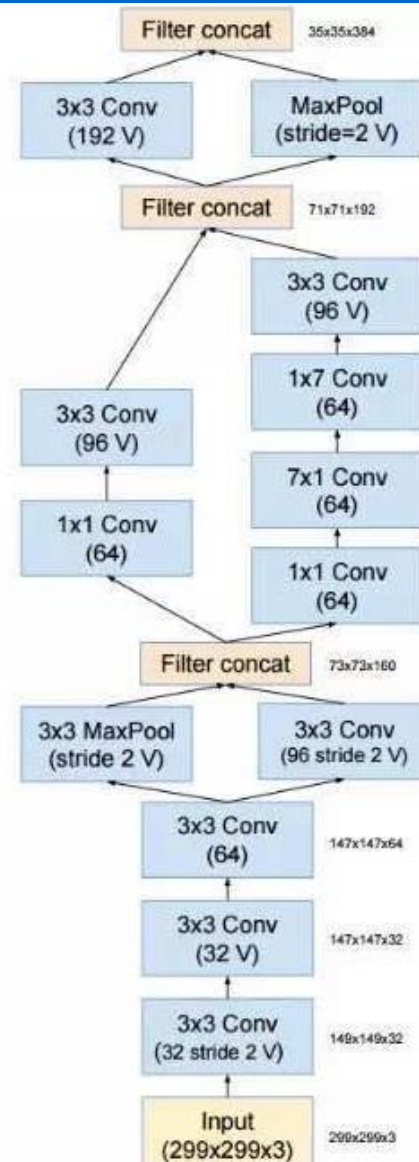 Filter concat
35x35x384
3x3 Conv
(192 V)
MaxPool
(stride=2 V)
Filter concat
71x71x192
3x3 Conv
(96 V)
1x7 Conv
(64)
3x3 Conv
(96 V)
7x1 Conv
(64)
1x1 Conv
(64)
1x1 Conv
(64)
Filter concat
73x73x160
3x3 MaxPool
(stride 2 V)
3x3 Conv
(96 stride 2 V)
3x3 Conv
(64)
147x147x64
3x3 Conv
(32 V)
147x147x32
3x3 Conv
(32 stride 2 V)
149x149x32
Input
(299x299x3)
299x299x3